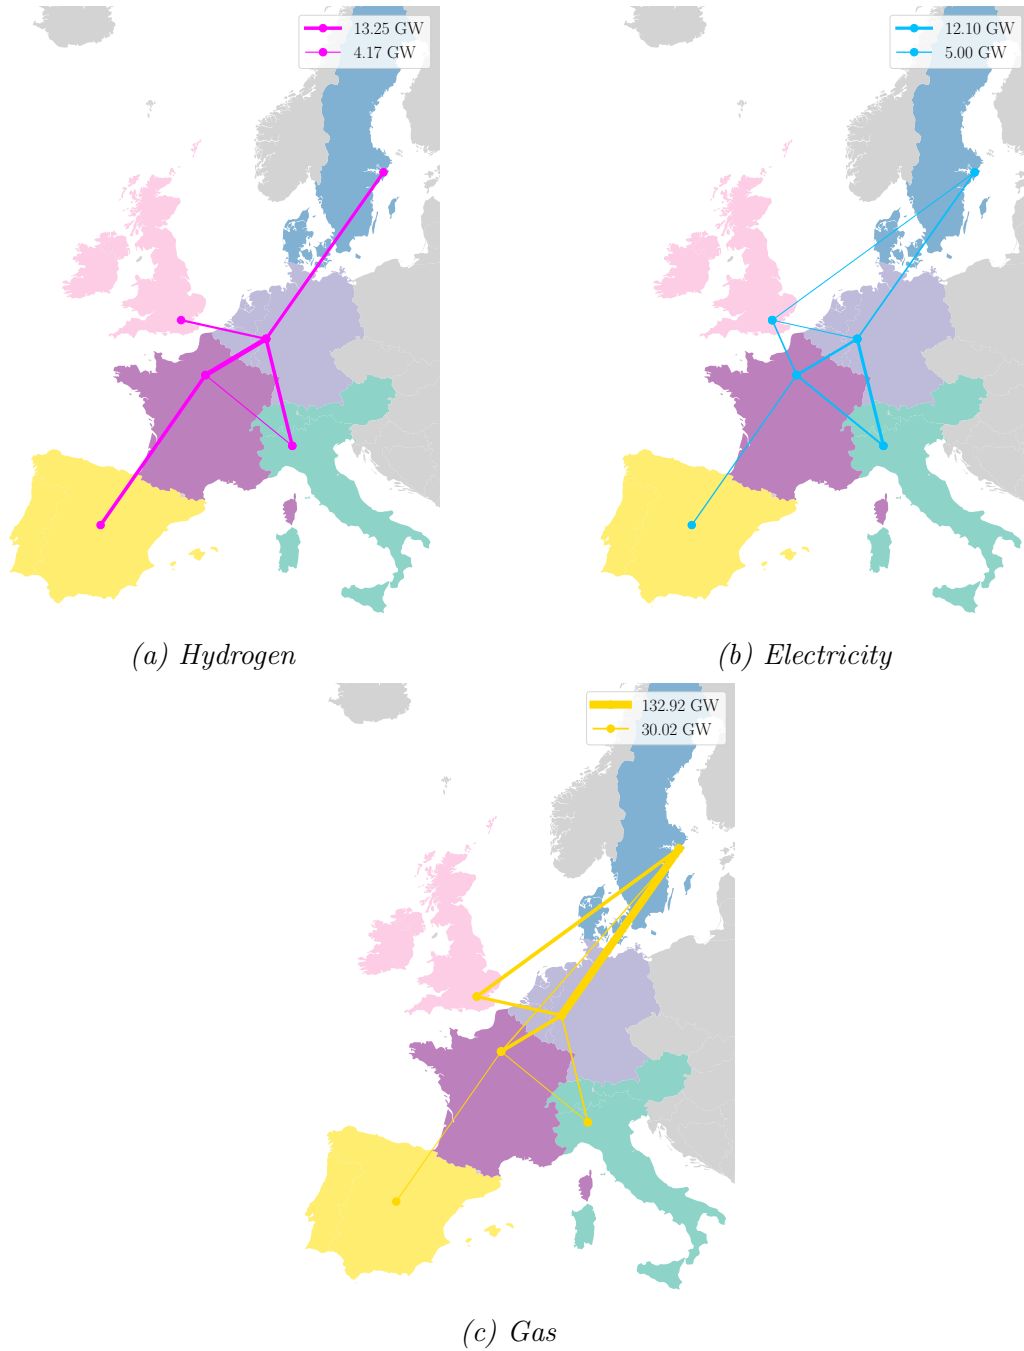 13.25 GW
4.17 GW
12.10 GW
5.00 GW
(a) Hydrogen
(b) Electricity
132.92 GW
30.02 GW
(c) Gas